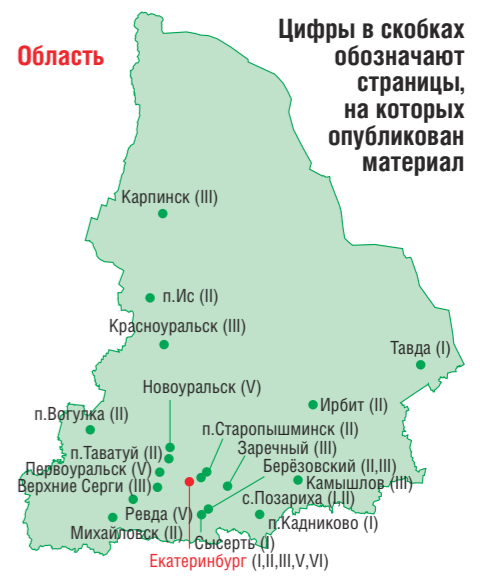 Область
Цифры в скобках
обозначают
страницы,
на которых
опубликован
материал
Карпинск (III)
п.Ис (II)
Красноуральск (III)
Тавда (I)
Новоуральск (V)
Ирбит (II)
п.Вогулка (II)
п.Старопышминск (II)
п.Таватуй (II)
Заречный (III)
Первоуральск (V)
Берёзовский (II,III)
Верхние Серги (III)
Камышлов (III)
с.Позариха (I,II)
Ревда (V)
п.Кадниково (I)
Михайловск (II)
Сысерть (I)
Екатеринбург (I,II,III,V,VI)